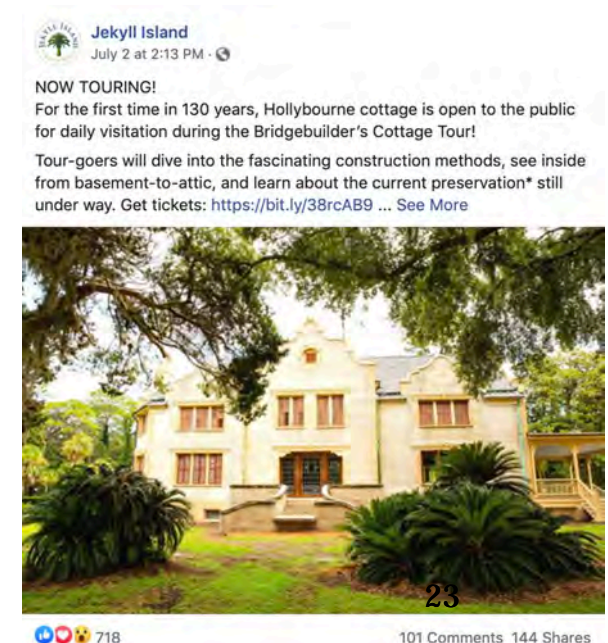 JEKYLL ISLAND
Jekyll Island
July 2 at 2:13 PM ·
NOW TOURING!
For the first time in 130 years, Hollybourne cottage is open to the public
for daily visitation during the Bridgebuilder's Cottage Tour!
Tour-goers will dive into the fascinating construction methods, see inside
from basement-to-attic, and learn about the current preservation* still
under way. Get tickets: https://bit.ly/38rcAB9 ... See More
23
718
101 Comments 144 Shares